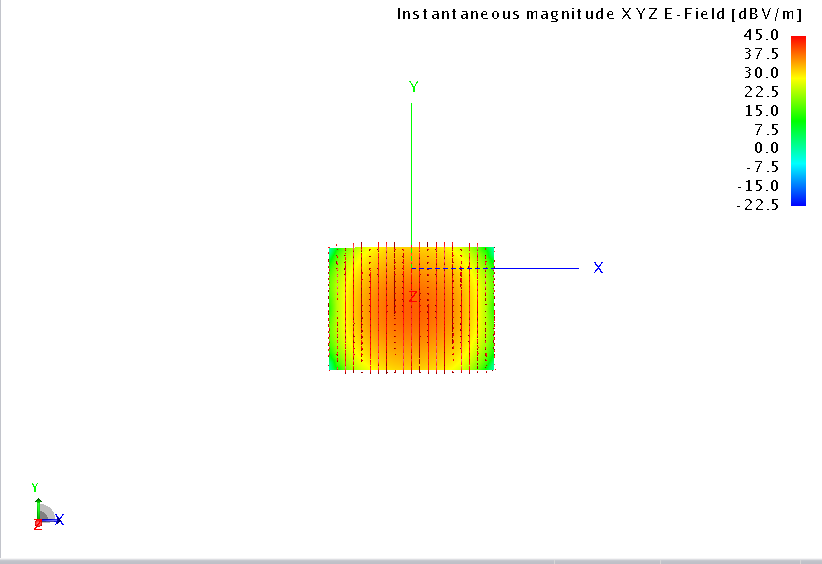 Instantaneous magnitude X Y Z E-Field [dBV/m]
45.0
37.5
30.0
22.5
15.0
7.5
0.0
-7.5
-15.0
-22.5
Y
X
Z
Y
X
Z